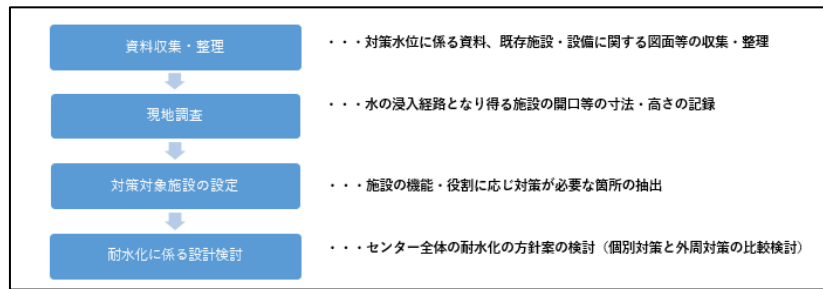 資料収集・整理
・・・対策水位に係る資料、既存施設・設備に関する図面等の収集・整理
現地調査
・・・水の浸入経路となり得る施設の開口等の寸法・高さの記録
対策対象施設の設定
・・・施設の機能・役割に応じ対策が必要な箇所の抽出
耐水化に係る設計検討
・・・センター全体の耐水化の方針案の検討（個別対策と外周対策の比較検討）